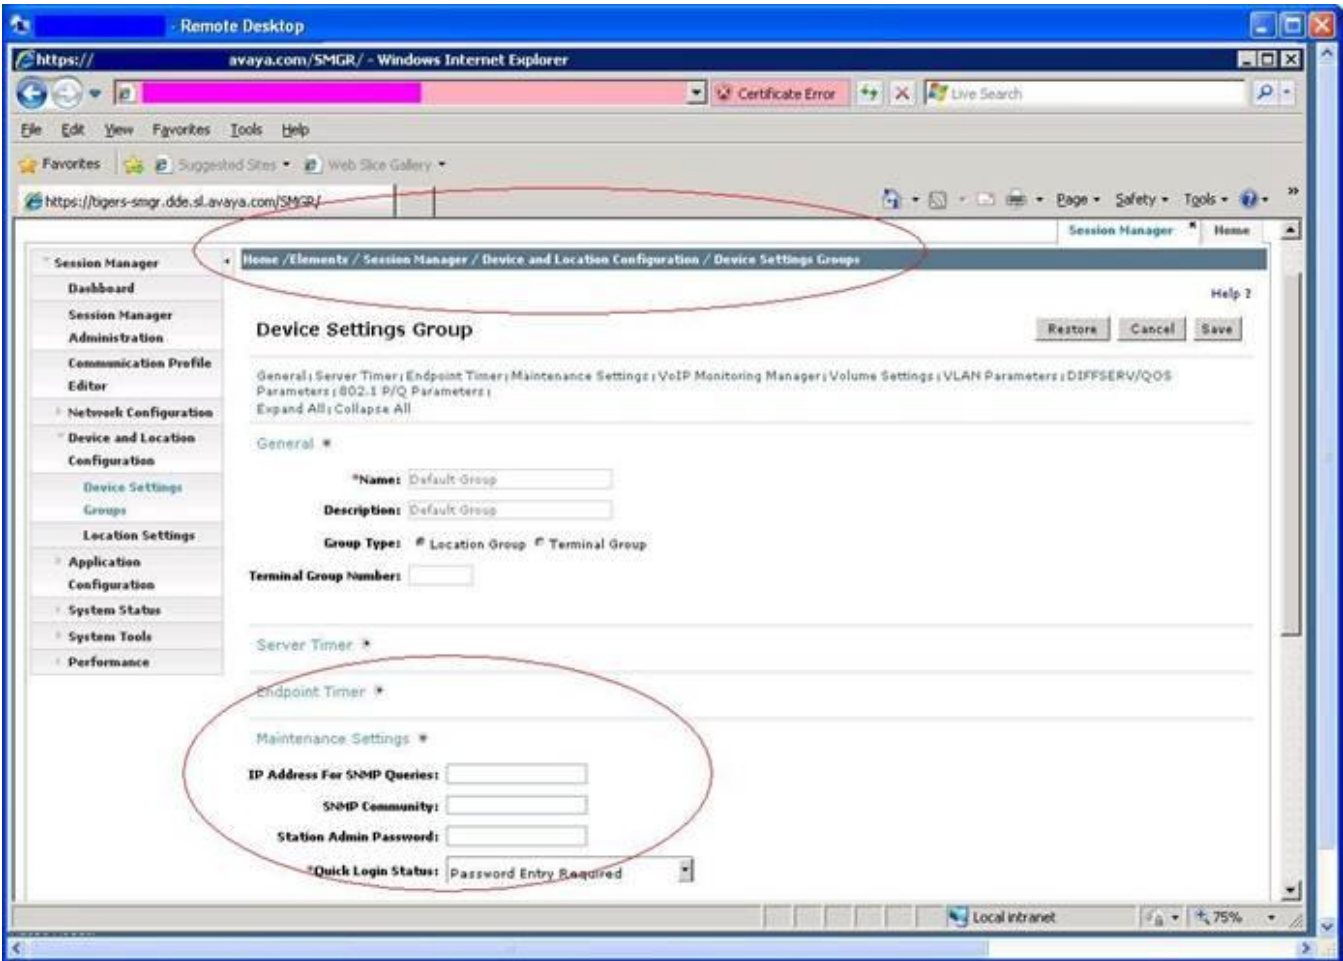 - Remote Desktop
https:// avaya.com/SMGR/ - Windows Internet Explorer
Certificate Error
Live Search
File Edit View Favorites Tools Help
Favorites Suggested Sites Web Slice Gallery
https://tigers-smgr.dde.sl.avaya.com/SMGR/
Page Safety Tools
Session Manager Home
Session Manager
Dashboard
Session Manager
Administration
Communication Profile
Editor
Network Configuration
Device and Location
Configuration
Device Settings
Groups
Location Settings
Application
Configuration
System Status
System Tools
Performance
Home /Elements / Session Manager / Device and Location Configuration / Device Settings Groups
Help ?
Device Settings Group
Restore Cancel Save
General | Server Timer | Endpoint Timer | Maintenance Settings | VoIP Monitoring Manager | Volume Settings | VLAN Parameters | DIFFSERV/QOS
Parameters | 802.1 P/Q Parameters |
Expand All | Collapse All
General
*Name: Default Group
Description: Default Group
Group Type: Location Group Terminal Group
Terminal Group Number:
Server Timer
Endpoint Timer
Maintenance Settings
IP Address For SNMP Queries:
SNMP Community:
Station Admin Password:
*Quick Login Status: Password Entry Required
Local intranet
75%